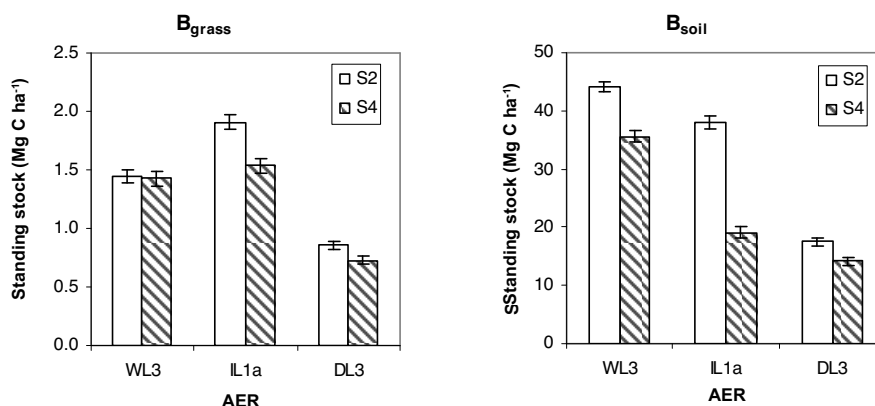 B_grass
Standing stock (Mg C ha⁻¹)
2.5
2.0
1.5
1.0
0.5
0.0
S2
S4
WL3 IL1a DL3
AER
B_soil
SStanding stock (Mg C ha⁻¹)
50
40
30
20
10
0
S2
S4
WL3 IL1a DL3
AER